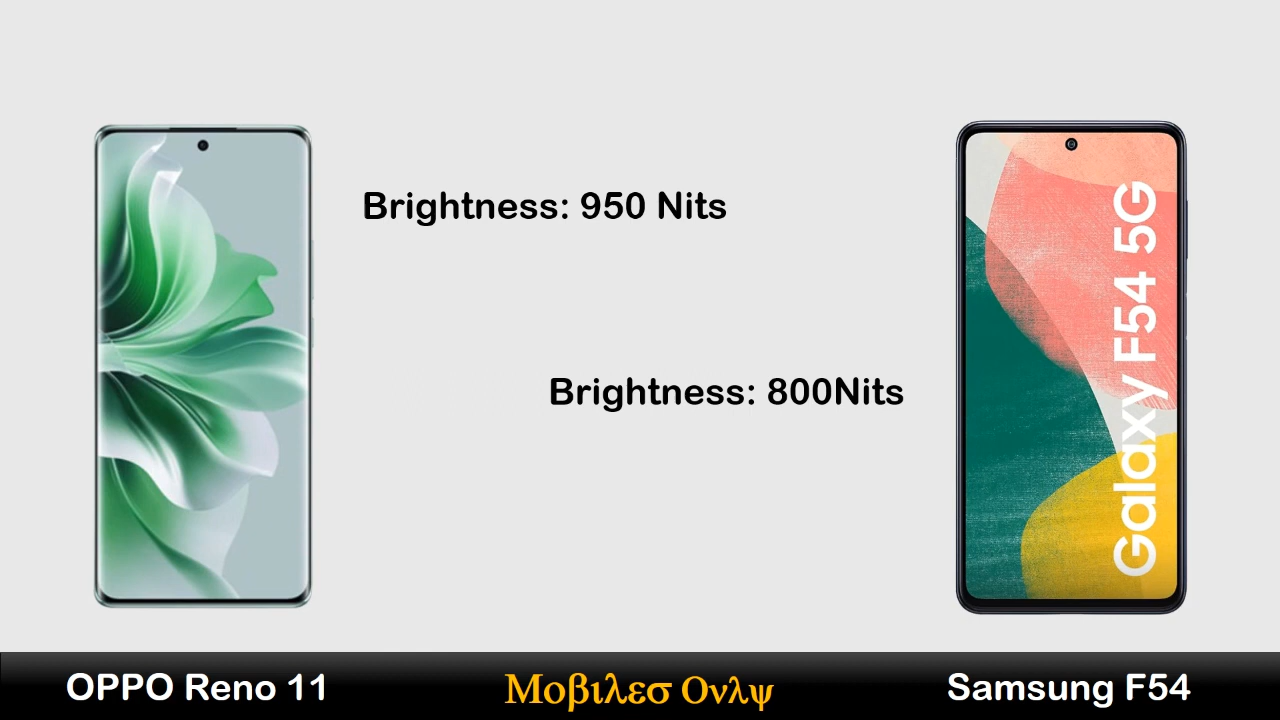 Brightness: 950 Nits
Brightness: 800Nits
Galaxy F54 5G
OPPO Reno 11
Μοβιλεσ Ονλψ
Samsung F54